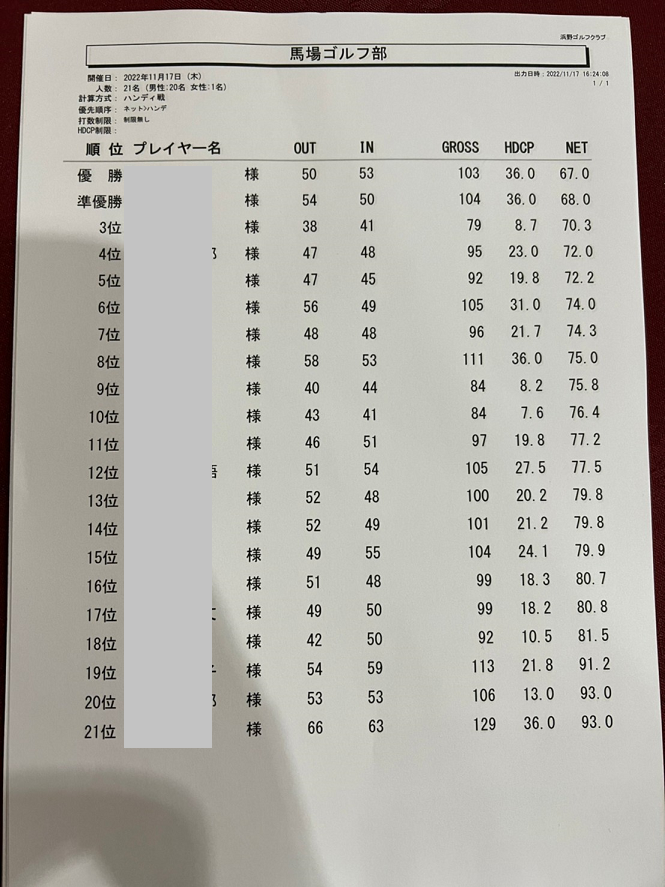 浜野ゴルフクラブ
馬場ゴルフ部
出力日時：2022/11/17 16:24:08
1 / 1
開催日： 2022年11月17日（木）
人数： 21名（男性:20名 女性:1名）
計算方式： ハンディ戦
優先順序： ネット>ハンデ
打数制限： 制限無し
HDCP制限：
順位 プレイヤー名 OUT IN GROSS HDCP NET
優勝 様 50 53 103 36.0 67.0
準優勝 様 54 50 104 36.0 68.0
3位 様 38 41 79 8.7 70.3
4位 様 47 48 95 23.0 72.0
5位 様 47 45 92 19.8 72.2
6位 様 56 49 105 31.0 74.0
7位 様 48 48 96 21.7 74.3
8位 様 58 53 111 36.0 75.0
9位 様 40 44 84 8.2 75.8
10位 様 43 41 84 7.6 76.4
11位 様 46 51 97 19.8 77.2
12位 様 51 54 105 27.5 77.5
13位 様 52 48 100 20.2 79.8
14位 様 52 49 101 21.2 79.8
15位 様 49 55 104 24.1 79.9
16位 様 51 48 99 18.3 80.7
17位 様 49 50 99 18.2 80.8
18位 様 42 50 92 10.5 81.5
19位 様 54 59 113 21.8 91.2
20位 様 53 53 106 13.0 93.0
21位 様 66 63 129 36.0 93.0